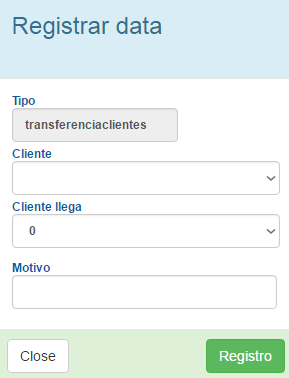 Registrar data
Tipo
transferenciaclientes
Cliente
Cliente llega
0
Motivo
Close
Registro